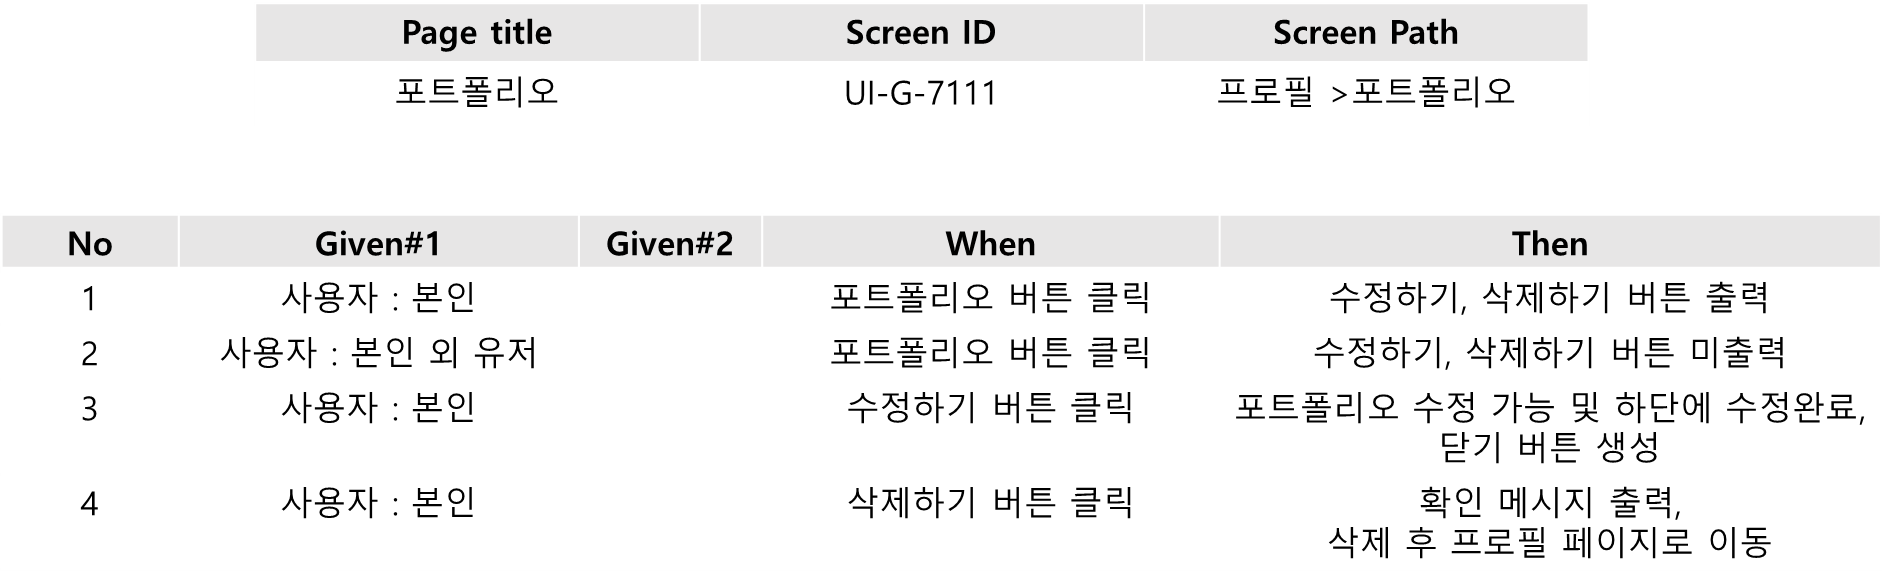 Page title Screen ID Screen Path
포트폴리오 UI-G-7111 프로필 >포트폴리오
No Given#1 Given#2 When Then
1 사용자 : 본인 포트폴리오 버튼 클릭 수정하기, 삭제하기 버튼 출력
2 사용자 : 본인 외 유저 포트폴리오 버튼 클릭 수정하기, 삭제하기 버튼 미출력
3 사용자 : 본인 수정하기 버튼 클릭 포트폴리오 수정 가능 및 하단에 수정완료,
닫기 버튼 생성
4 사용자 : 본인 삭제하기 버튼 클릭 확인 메시지 출력,
삭제 후 프로필 페이지로 이동